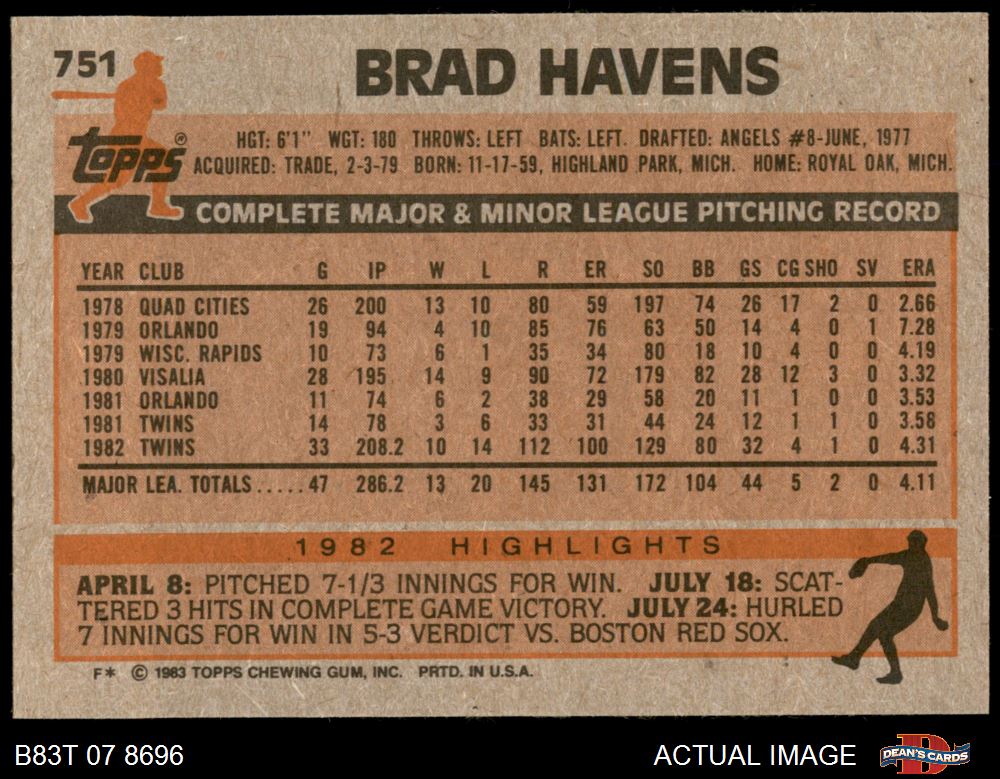 751
BRAD HAVENS
Topps®
HGT: 6'1" WGT: 180 THROWS: LEFT BATS: LEFT. DRAFTED: ANGELS #8-JUNE, 1977
ACQUIRED: TRADE, 2-3-79 BORN: 11-17-59, HIGHLAND PARK, MICH. HOME: ROYAL OAK, MICH.
COMPLETE MAJOR & MINOR LEAGUE PITCHING RECORD
YEAR CLUB G IP W L R ER SO BB GS CG SHO SV ERA
1978 QUAD CITIES 26 200 13 10 80 59 197 74 26 17 2 0 2.66
1979 ORLANDO 19 94 4 10 85 76 63 50 14 4 0 1 7.28
1979 WISC. RAPIDS 10 73 6 1 35 34 80 18 10 4 0 0 4.19
1980 VISALIA 28 195 14 9 90 72 179 82 28 12 3 0 3.32
1981 ORLANDO 11 74 6 2 38 29 58 20 11 1 0 0 3.53
1981 TWINS 14 78 3 6 33 31 44 24 12 1 1 0 3.58
1982 TWINS 33 208.2 10 14 112 100 129 80 32 4 1 0 4.31
MAJOR LEA. TOTALS.....47 286.2 13 20 145 131 172 104 44 5 2 0 4.11
1982 HIGHLIGHTS
APRIL 8: PITCHED 7-1/3 INNINGS FOR WIN. JULY 18: SCAT-
TERED 3 HITS IN COMPLETE GAME VICTORY. JULY 24: HURLED
7 INNINGS FOR WIN IN 5-3 VERDICT VS. BOSTON RED SOX.
F* © 1983 TOPPS CHEWING GUM, INC. PRTD. IN U.S.A.
B83T 07 8696
ACTUAL IMAGE
DEAN'S CARDS